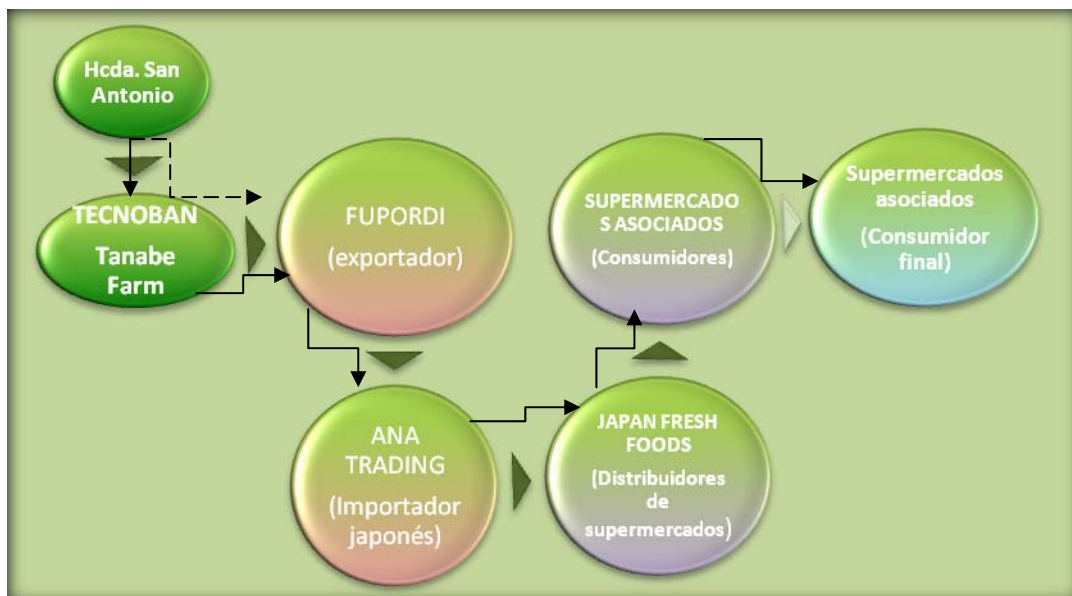 Hcda. San
Antonio
TECNOBAN
Tanabe
Farm
FUPORDI
(exportador)
ANA
TRADING
(Importador
japonés)
JAPAN FRESH
FOODS
(Distribuidores
de
supermercados)
SUPERMERCADO
S ASOCIADOS
(Consumidores)
Supermercados
asociados
(Consumidor
final)